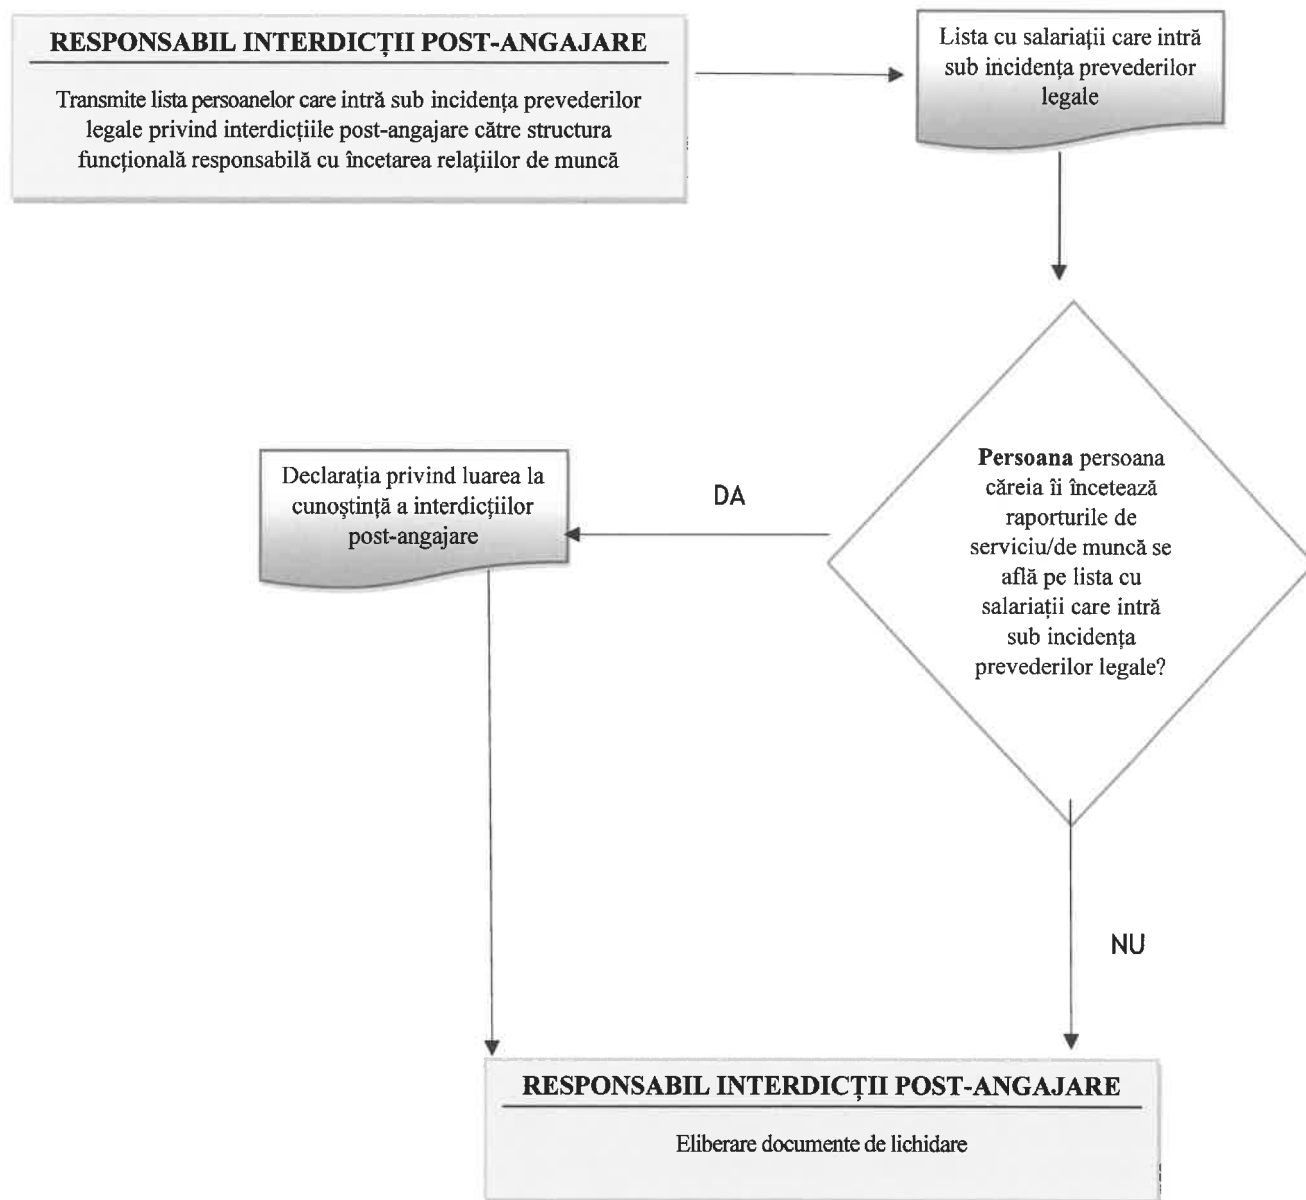 RESPONSABIL INTERDICȚII POST-ANGAJARE
Transmite lista persoanelor care intră sub incidența prevederilor
legale privind interdicțiile post-angajare către structura
funcțională responsabilă cu încetarea relațiilor de muncă
Lista cu salariații care intră
sub incidența prevederilor
legale
Persoana persoana
căreia îi încetează
raporturile de
serviciu/de muncă se
află pe lista cu
salariații care intră
sub incidența
prevederilor legale?
DA
Declarația privind luarea la
cunoștință a interdicțiilor
post-angajare
NU
RESPONSABIL INTERDICȚII POST-ANGAJARE
Eliberare documente de lichidare